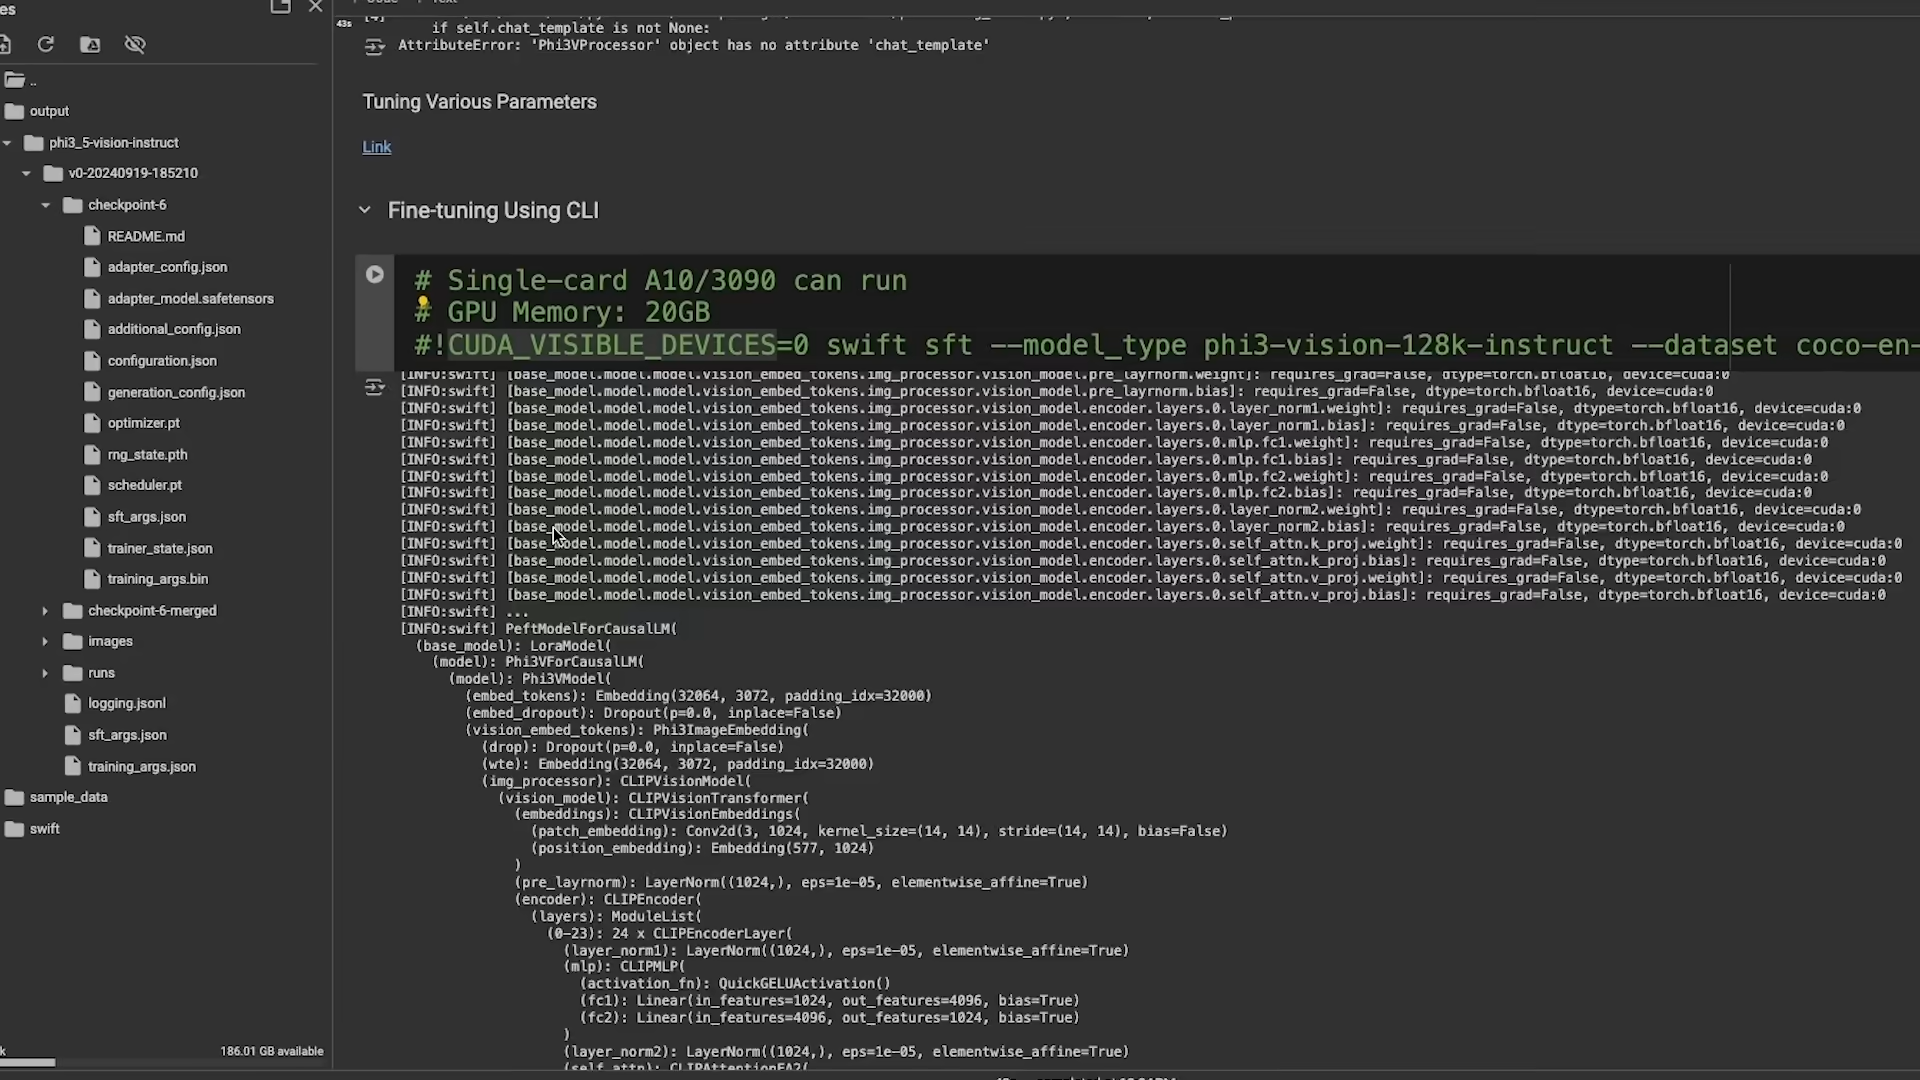 es
..
output
phi3_5-vision-instruct
v0-20240919-185210
checkpoint-6
README.md
adapter_config.json
adapter_model.safetensors
additional_config.json
configuration.json
generation_config.json
optimizer.pt
rng_state.pth
scheduler.pt
sft_args.json
trainer_state.json
training_args.bin
checkpoint-6-merged
images
runs
logging.jsonl
sft_args.json
training_args.json
sample_data
swift
k
186.01 GB available
43s
[4]
if self.chat_template is not None:
AttributeError: 'Phi3VProcessor' object has no attribute 'chat_template'
Tuning Various Parameters
Link
Fine-tuning Using CLI
# Single-card A10/3090 can run
# GPU Memory: 20GB
#!CUDA_VISIBLE_DEVICES=0 swift sft --model_type phi3-vision-128k-instruct --dataset coco-en-
[INFO:swift] [base_model.model.model.vision_embed_tokens.img_processor.vision_model.pre_layrnorm.weight]: requires_grad=False, dtype=torch.bfloat16, device=cuda:0
[INFO:swift] [base_model.model.model.vision_embed_tokens.img_processor.vision_model.pre_layrnorm.bias]: requires_grad=False, dtype=torch.bfloat16, device=cuda:0
[INFO:swift] [base_model.model.model.vision_embed_tokens.img_processor.vision_model.encoder.layers.0.layer_norm1.weight]: requires_grad=False, dtype=torch.bfloat16, device=cuda:0
[INFO:swift] [base_model.model.model.vision_embed_tokens.img_processor.vision_model.encoder.layers.0.layer_norm1.bias]: requires_grad=False, dtype=torch.bfloat16, device=cuda:0
[INFO:swift] [base_model.model.model.vision_embed_tokens.img_processor.vision_model.encoder.layers.0.mlp.fc1.weight]: requires_grad=False, dtype=torch.bfloat16, device=cuda:0
[INFO:swift] [base_model.model.model.vision_embed_tokens.img_processor.vision_model.encoder.layers.0.mlp.fc1.bias]: requires_grad=False, dtype=torch.bfloat16, device=cuda:0
[INFO:swift] [base_model.model.model.vision_embed_tokens.img_processor.vision_model.encoder.layers.0.mlp.fc2.weight]: requires_grad=False, dtype=torch.bfloat16, device=cuda:0
[INFO:swift] [base_model.model.model.vision_embed_tokens.img_processor.vision_model.encoder.layers.0.mlp.fc2.bias]: requires_grad=False, dtype=torch.bfloat16, device=cuda:0
[INFO:swift] [base_model.model.model.vision_embed_tokens.img_processor.vision_model.encoder.layers.0.layer_norm2.weight]: requires_grad=False, dtype=torch.bfloat16, device=cuda:0
[INFO:swift] [base_model.model.model.vision_embed_tokens.img_processor.vision_model.encoder.layers.0.layer_norm2.bias]: requires_grad=False, dtype=torch.bfloat16, device=cuda:0
[INFO:swift] [base_model.model.model.vision_embed_tokens.img_processor.vision_model.encoder.layers.0.self_attn.k_proj.weight]: requires_grad=False, dtype=torch.bfloat16, device=cuda:0
[INFO:swift] [base_model.model.model.vision_embed_tokens.img_processor.vision_model.encoder.layers.0.self_attn.k_proj.bias]: requires_grad=False, dtype=torch.bfloat16, device=cuda:0
[INFO:swift] [base_model.model.model.vision_embed_tokens.img_processor.vision_model.encoder.layers.0.self_attn.v_proj.weight]: requires_grad=False, dtype=torch.bfloat16, device=cuda:0
[INFO:swift] [base_model.model.model.vision_embed_tokens.img_processor.vision_model.encoder.layers.0.self_attn.v_proj.bias]: requires_grad=False, dtype=torch.bfloat16, device=cuda:0
[INFO:swift] ...
[INFO:swift] PeftModelForCausalLM(
(base_model): LoraModel(
(model): Phi3VForCausalLM(
(model): Phi3VModel(
(embed_tokens): Embedding(32064, 3072, padding_idx=32000)
(embed_dropout): Dropout(p=0.0, inplace=False)
(vision_embed_tokens): Phi3ImageEmbedding(
(drop): Dropout(p=0.0, inplace=False)
(wte): Embedding(32064, 3072, padding_idx=32000)
(img_processor): CLIPVisionModel(
(vision_model): CLIPVisionTransformer(
(embeddings): CLIPVisionEmbeddings(
(patch_embedding): Conv2d(3, 1024, kernel_size=(14, 14), stride=(14, 14), bias=False)
(position_embedding): Embedding(577, 1024)
)
(pre_layrnorm): LayerNorm((1024,), eps=1e-05, elementwise_affine=True)
(encoder): CLIPEncoder(
(layers): ModuleList(
(0-23): 24 x CLIPEncoderLayer(
(layer_norm1): LayerNorm((1024,), eps=1e-05, elementwise_affine=True)
(mlp): CLIPMLP(
(activation_fn): QuickGELUActivation()
(fc1): Linear(in_features=1024, out_features=4096, bias=True)
(fc2): Linear(in_features=4096, out_features=1024, bias=True)
)
(layer_norm2): LayerNorm((1024,), eps=1e-05, elementwise_affine=True)
(self_attn): CLIPAttentionFA2(